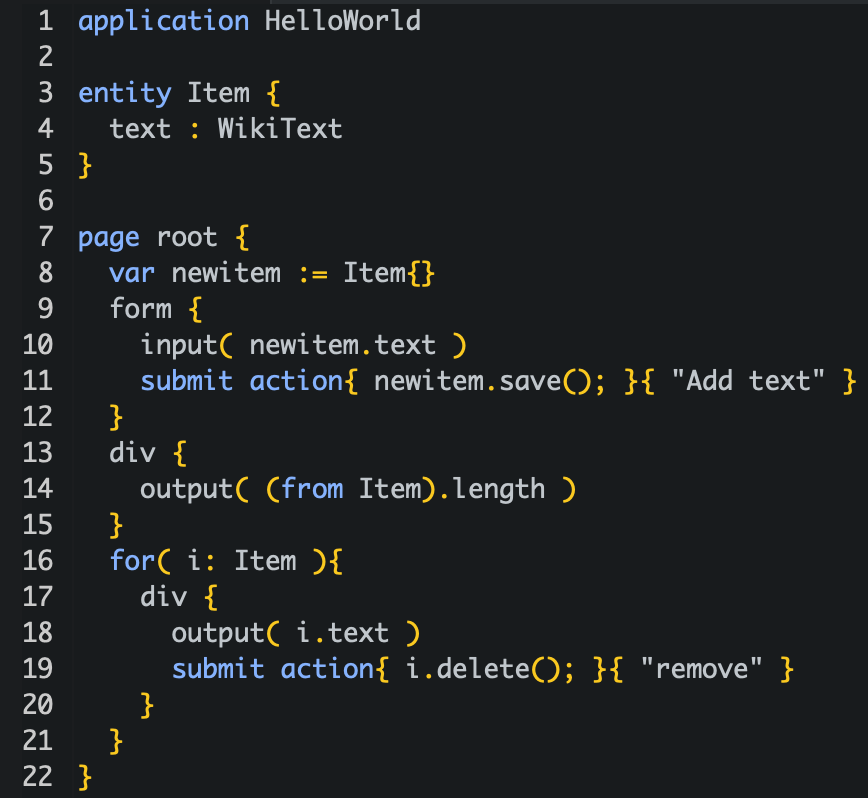 1 application HelloWorld
2
3 entity Item {
4   text : WikiText
5 }
6
7 page root {
8   var newitem := Item{}
9   form {
10     input( newitem.text )
11     submit action{ newitem.save(); }{ "Add text" }
12   }
13   div {
14     output( (from Item).length )
15   }
16   for( i: Item ){
17     div {
18       output( i.text )
19       submit action{ i.delete(); }{ "remove" }
20     }
21   }
22 }